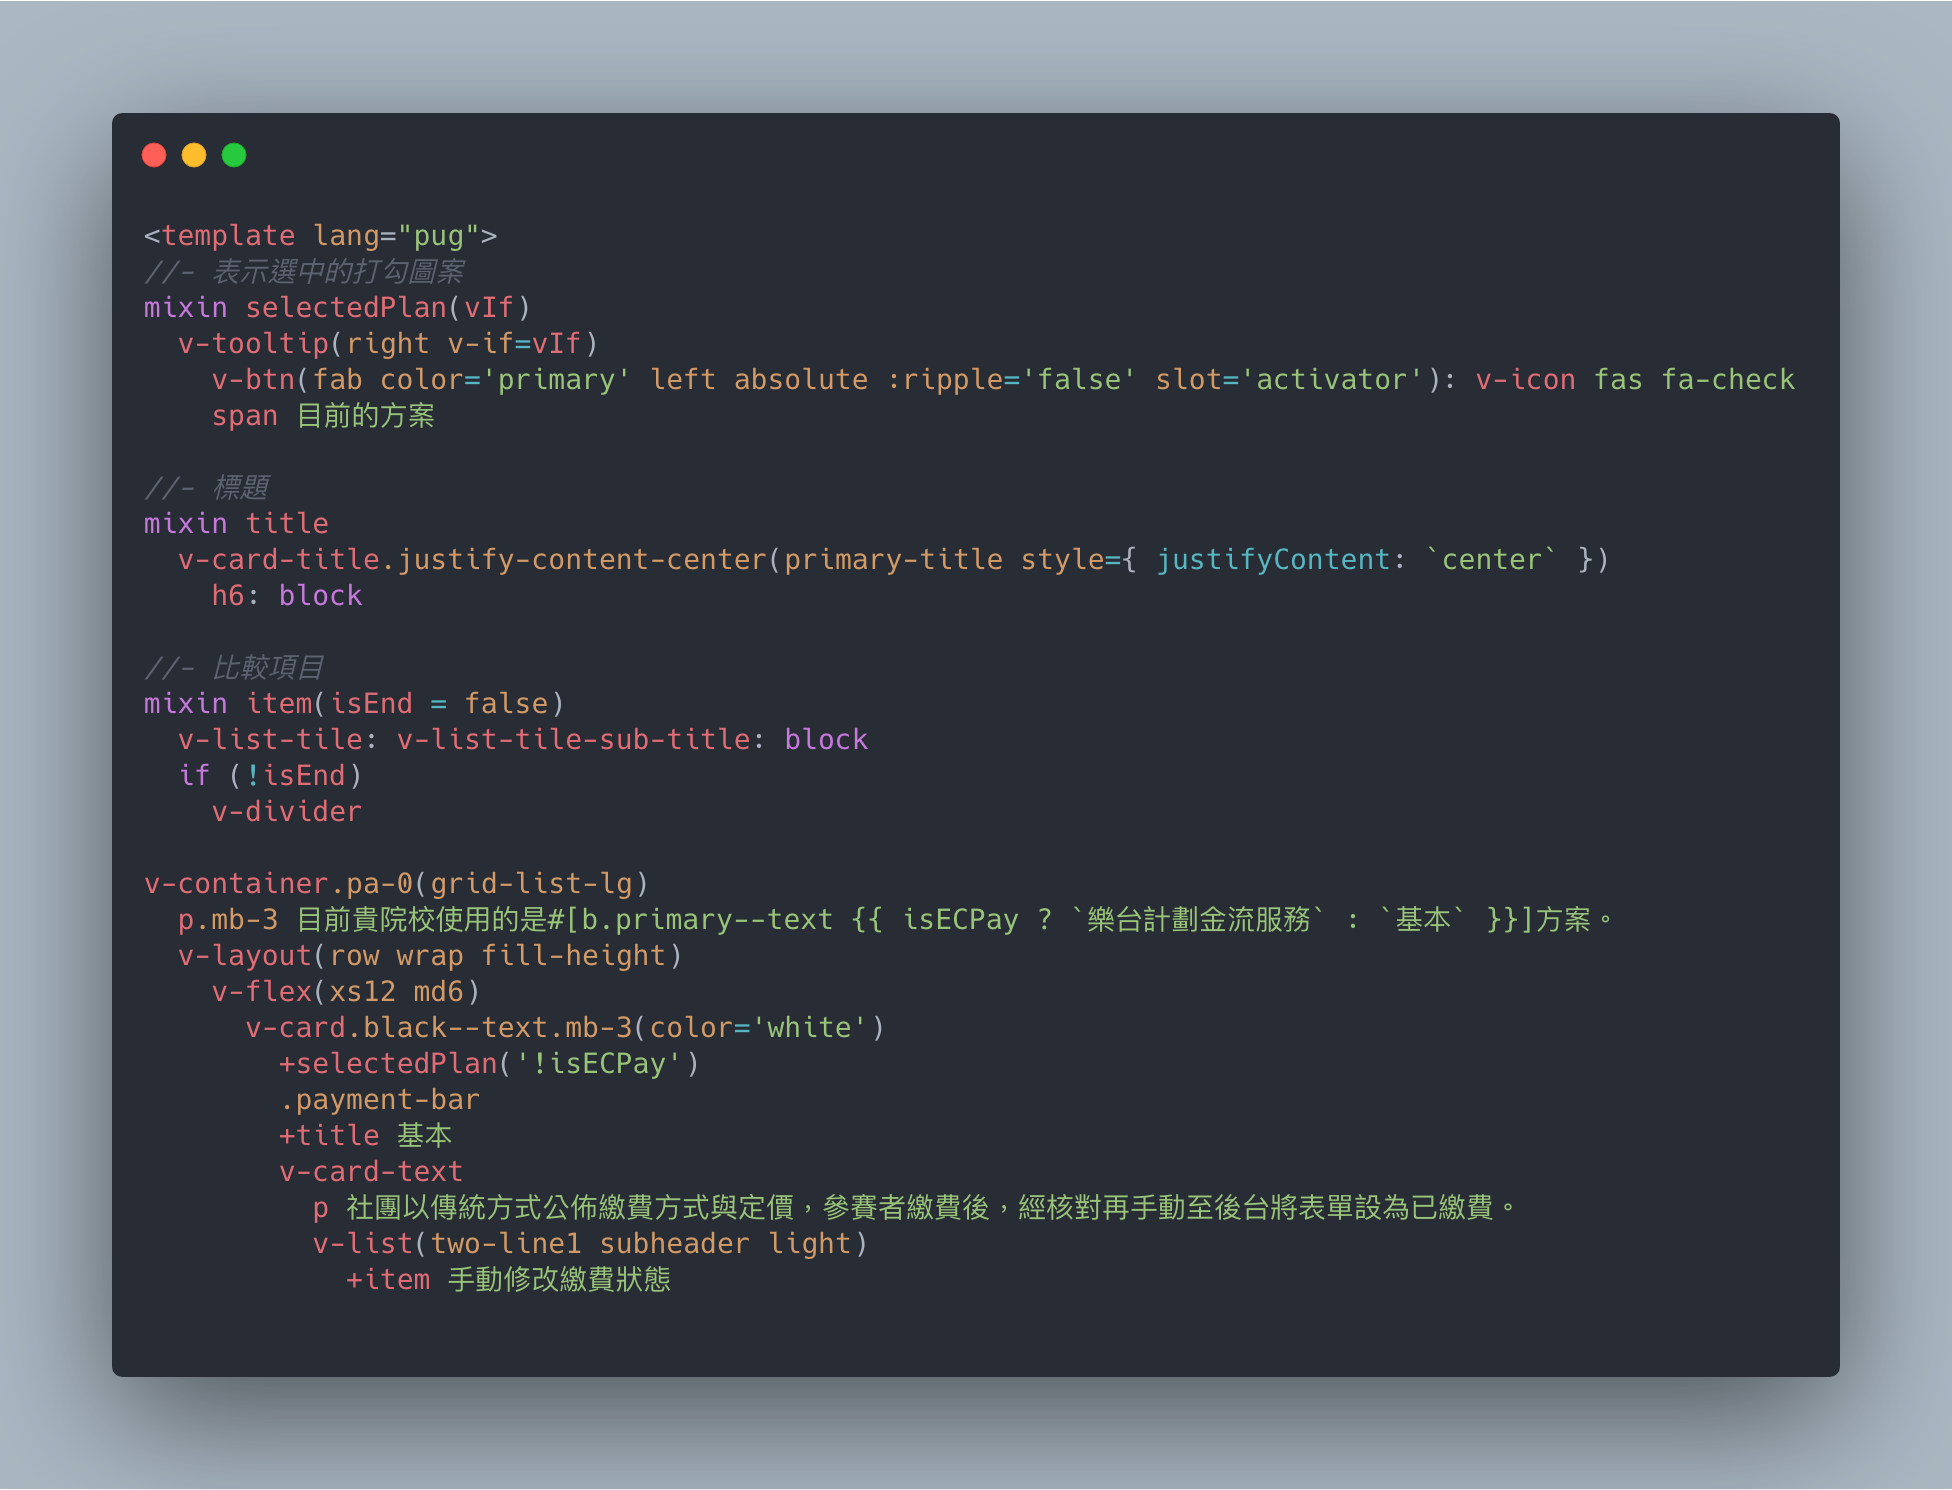 <template lang="pug">
//- 表示選中的打勾圖案
mixin selectedPlan(vIf)
  v-tooltip(right v-if=vIf)
    v-btn(fab color='primary' left absolute :ripple='false' slot='activator'): v-icon fas fa-check
    span 目前的方案

//- 標題
mixin title
  v-card-title.justify-content-center(primary-title style={ justifyContent: `center` })
    h6: block

//- 比較項目
mixin item(isEnd = false)
  v-list-tile: v-list-tile-sub-title: block
  if (!isEnd)
    v-divider

v-container.pa-0(grid-list-lg)
  p.mb-3 目前貴院校使用的是#[b.primary--text {{ isECPay ? `樂台計劃金流服務` : `基本` }}]方案。
  v-layout(row wrap fill-height)
    v-flex(xs12 md6)
      v-card.black--text.mb-3(color='white')
        +selectedPlan('!isECPay')
        .payment-bar
        +title 基本
        v-card-text
          p 社團以傳統方式公佈繳費方式與定價，參賽者繳費後，經核對再手動至後台將表單設為已繳費。
          v-list(two-line1 subheader light)
            +item 手動修改繳費狀態